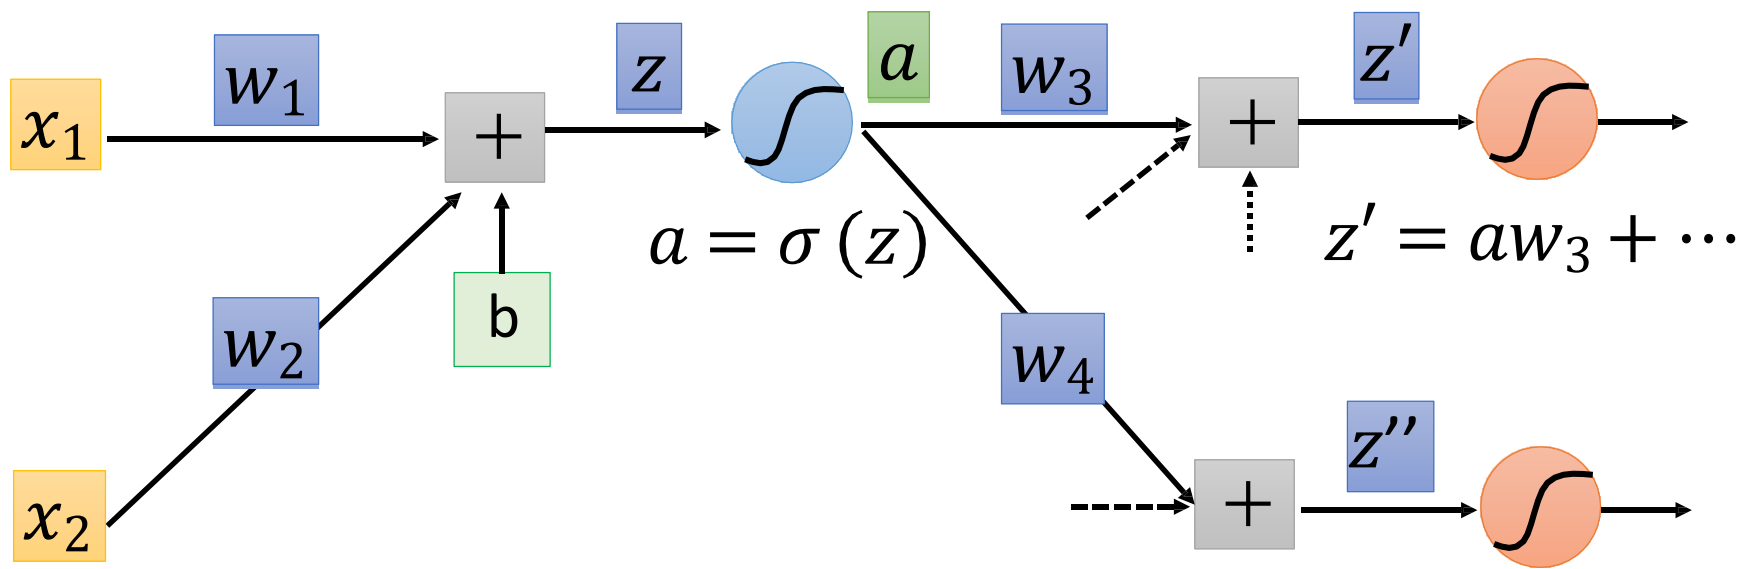 x₁
w₁
+
z
a
w₃
+
z′
a = σ (z)
z′ = aw₃ + ⋯
w₂
b
w₄
z′′
x₂
+